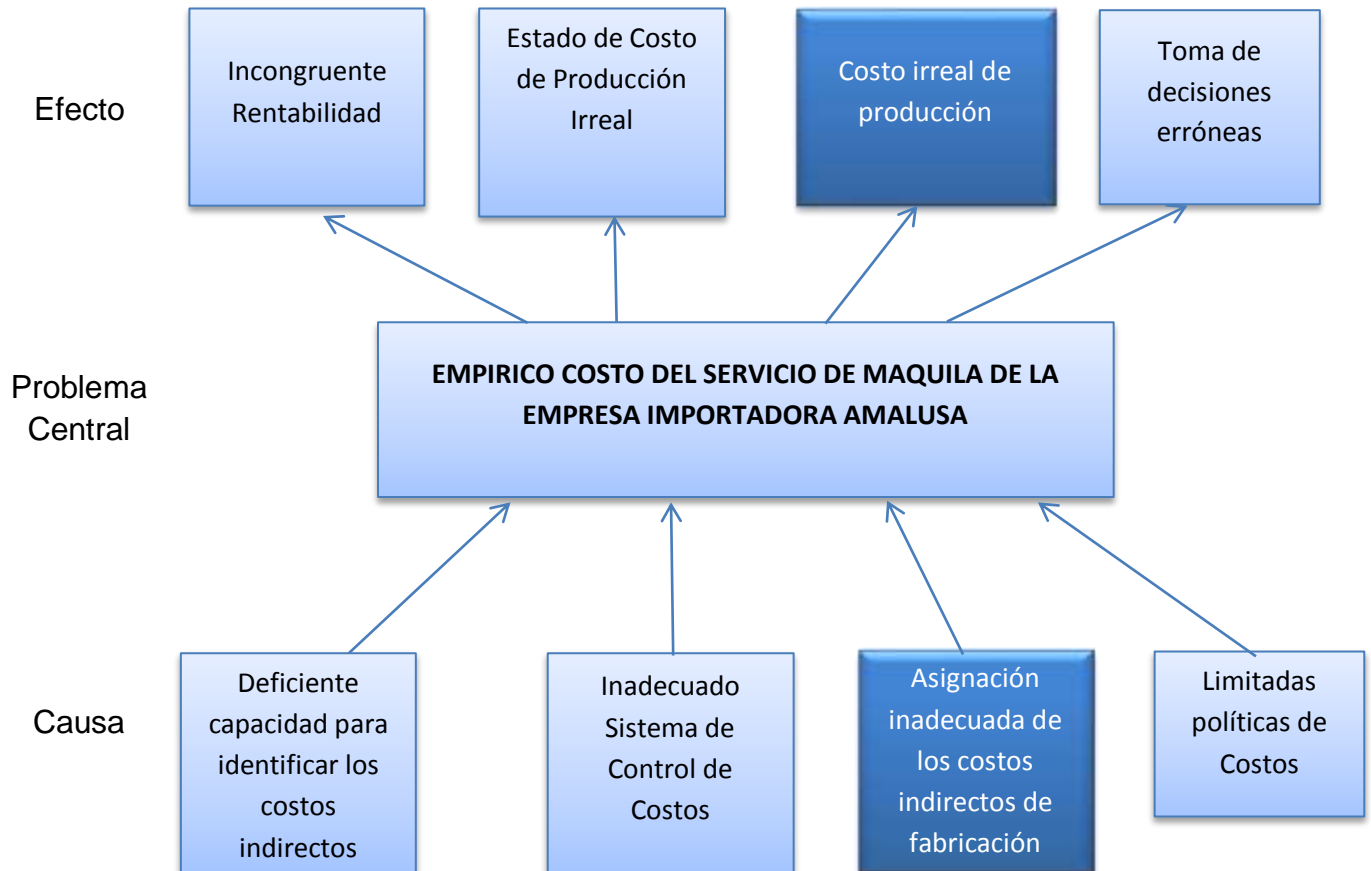 Efecto
Incongruente
Rentabilidad
Estado de Costo
de Producción
Irreal
Costo irreal de
producción
Toma de
decisiones
erróneas
Problema
Central
EMPIRICO COSTO DEL SERVICIO DE MAQUILA DE LA
EMPRESA IMPORTADORA AMALUSA
Causa
Deficiente
capacidad para
identificar los
costos
indirectos
Inadecuado
Sistema de
Control de
Costos
Asignación
inadecuada de
los costos
indirectos de
fabricación
Limitadas
políticas de
Costos